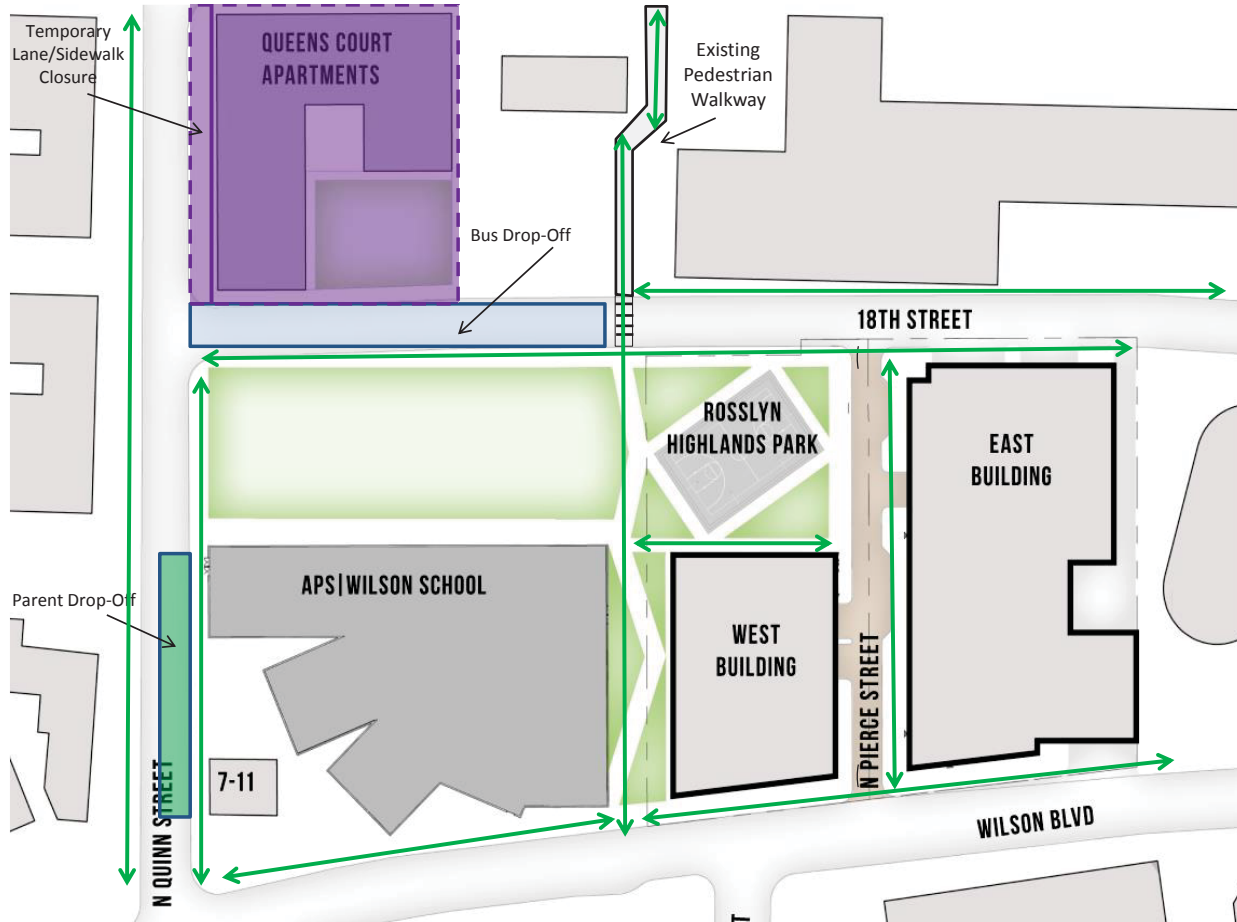 Temporary
Lane/Sidewalk
Closure
QUEENS COURT
APARTMENTS
Existing
Pedestrian
Walkway
Bus Drop-Off
18TH STREET
ROSSLYN
HIGHLANDS PARK
EAST
BUILDING
APS|WILSON SCHOOL
Parent Drop-Off
WEST
BUILDING
N PIERCE STREET
7-11
N QUINN STREET
WILSON BLVD
T